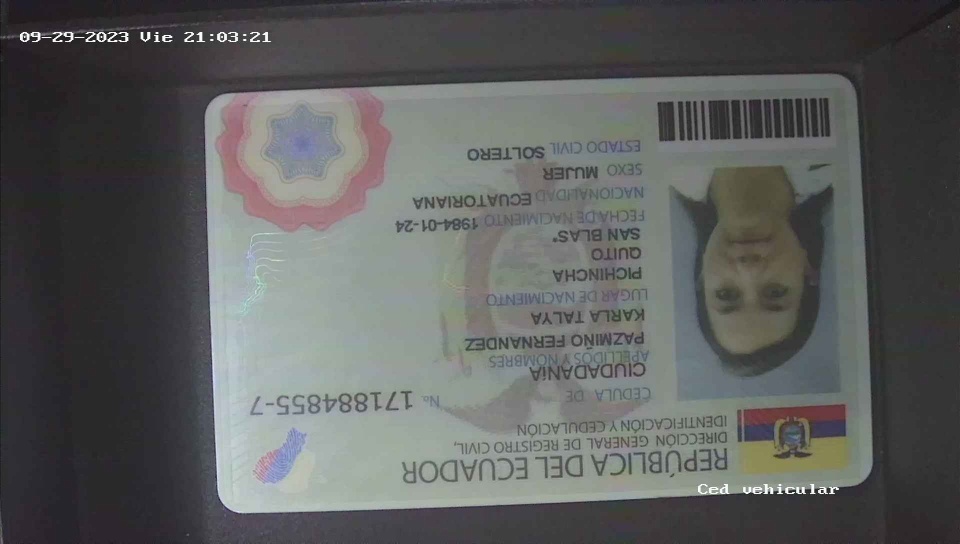 09-29-2023 Vie 21:03:21
REPÚBLICA DEL ECUADOR
DIRECCIÓN GENERAL DE REGISTRO CIVIL,
IDENTIFICACIÓN Y CEDULACIÓN
CÉDULA DE No. 171884855-7
CIUDADANÍA
APELLIDOS Y NOMBRES
PAZMIÑO FERNANDEZ
KARLA TALYA
LUGAR DE NACIMIENTO
PICHINCHA
QUITO
SAN BLAS*
FECHA DE NACIMIENTO 1984-01-24
NACIONALIDAD ECUATORIANA
SEXO MUJER
ESTADO CIVIL SOLTERO
Ced vehicular